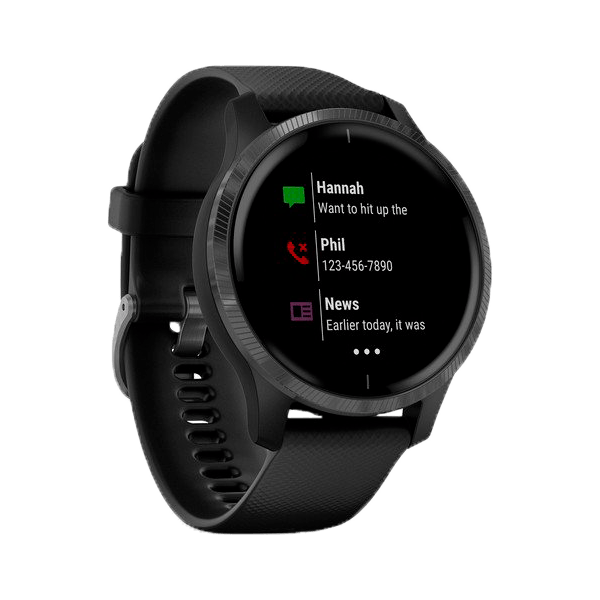 Hannah
Want to hit up the
Phil
123-456-7890
News
Earlier today, it was